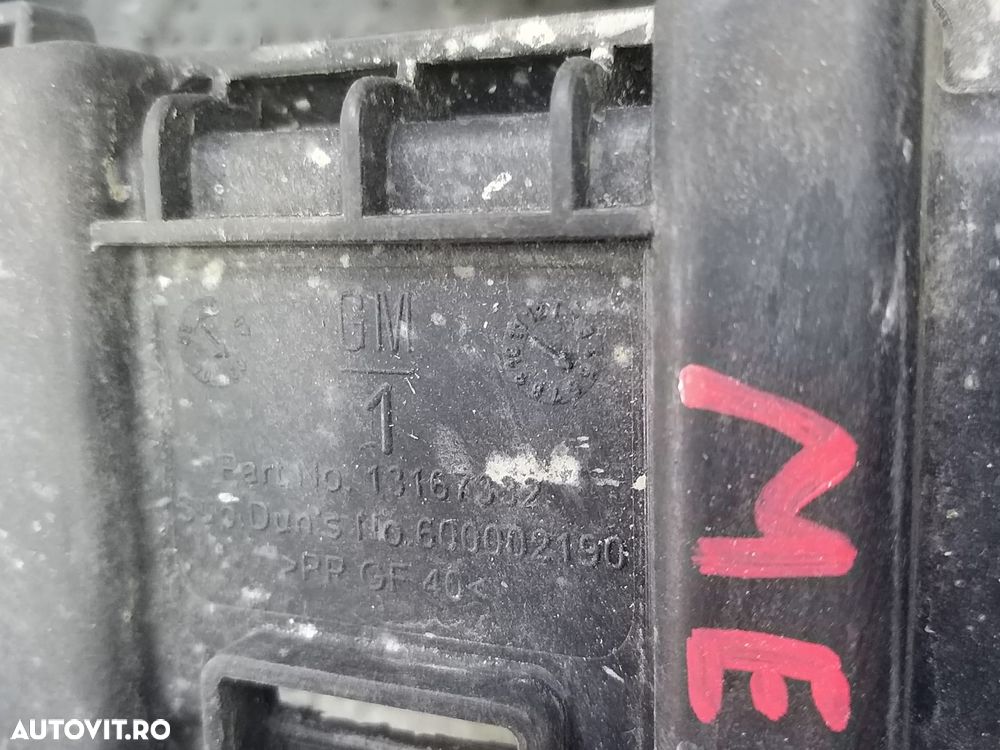 GM
1
Part No. 13167332
Duns No. 600002190
>PP GF 40<
ME
AUTOVIT.RO